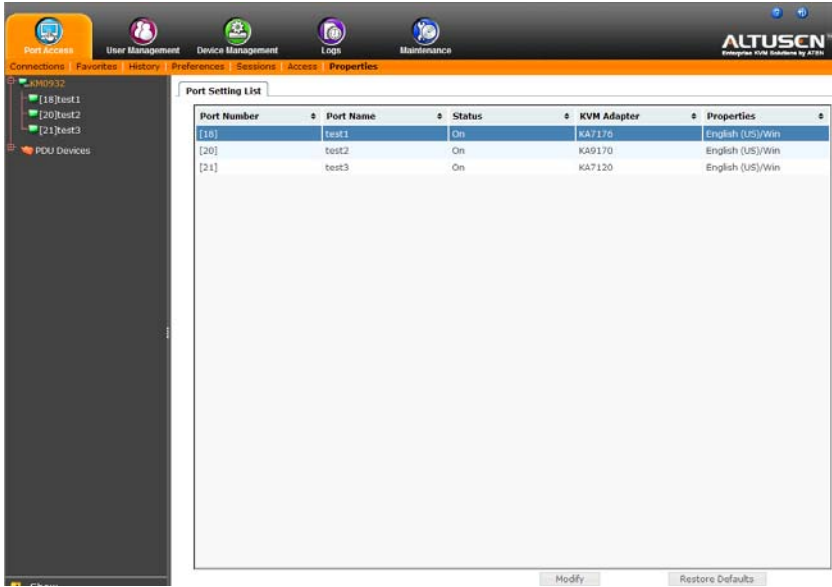 Port Access User Management Device Management Logs Maintenance
ALTUSEN™
Enterprise KVM Solutions by ATEN
Connections Favorites History Preferences Sessions Access Properties
KM0932
[18]test1
[20]test2
[21]test3
PDU Devices
Port Setting List
Port Number Port Name Status KVM Adapter Properties
[18] test1 On KA7176 English (US)/Win
[20] test2 On KA9170 English (US)/Win
[21] test3 On KA7120 English (US)/Win
Modify Restore Defaults